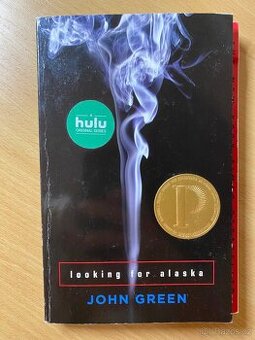 hulu
ORIGINAL SERIES
P
looking for alaska
JOHN GREEN